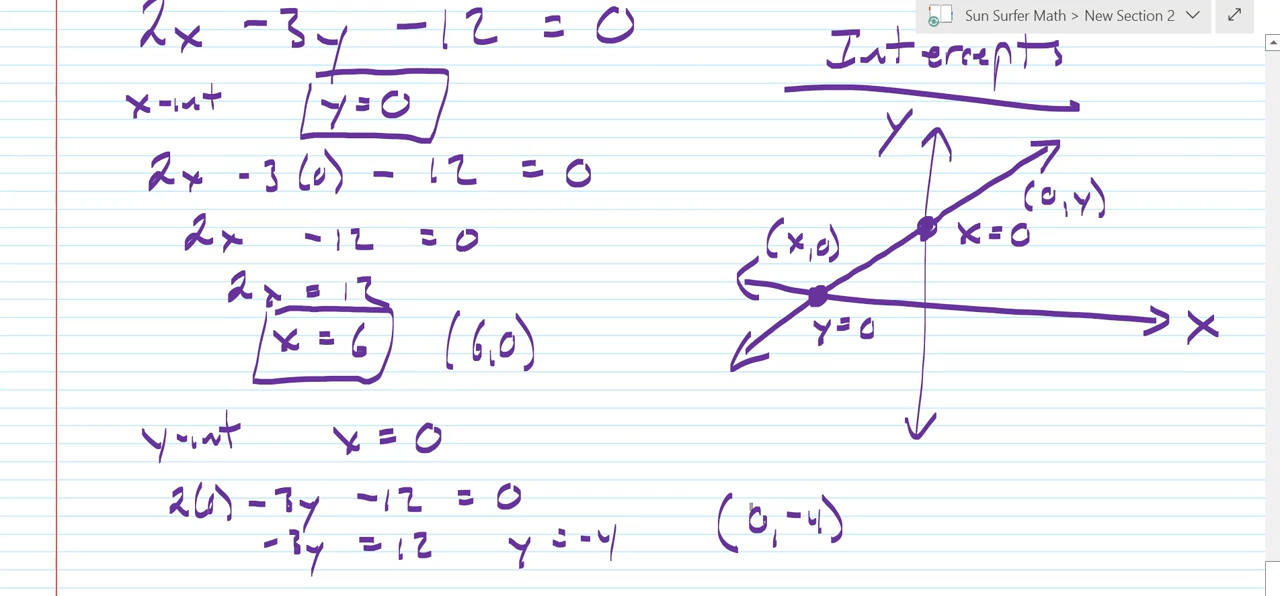 Sun Surfer Math > New Section 2
2x - 3y - 12 = 0
x-int y = 0
2x - 3(0) - 12 = 0
2x - 12 = 0
2x = 12
x = 6 (6,0)
y-int x = 0
2(0) - 3y - 12 = 0
-3y = 12 y = -4
(0, -4)
Intercepts
y
(0, y)
x = 0
(x, 0)
y = 0
x